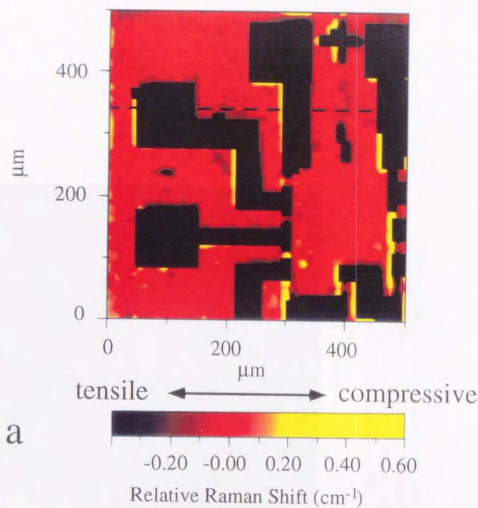 400
200
0
μm
0
200
400
μm
tensile
compressive
a
-0.20 -0.00 0.20 0.40 0.60
Relative Raman Shift (cm⁻¹)